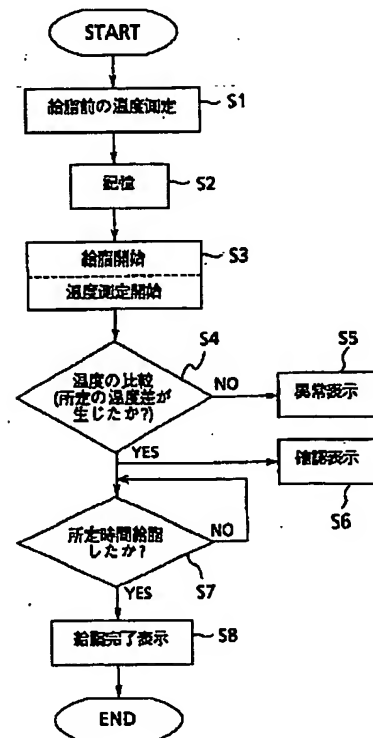 START
給脂前の温度測定
S1
記憶
S2
給脂開始
温度測定開始
S3
S4
温度の比較
(所定の温度差が
生じたか?)
NO
S5
異常表示
YES
確認表示
S6
所定時間給脂
したか?
NO
S7
YES
給脂完了表示
S8
END